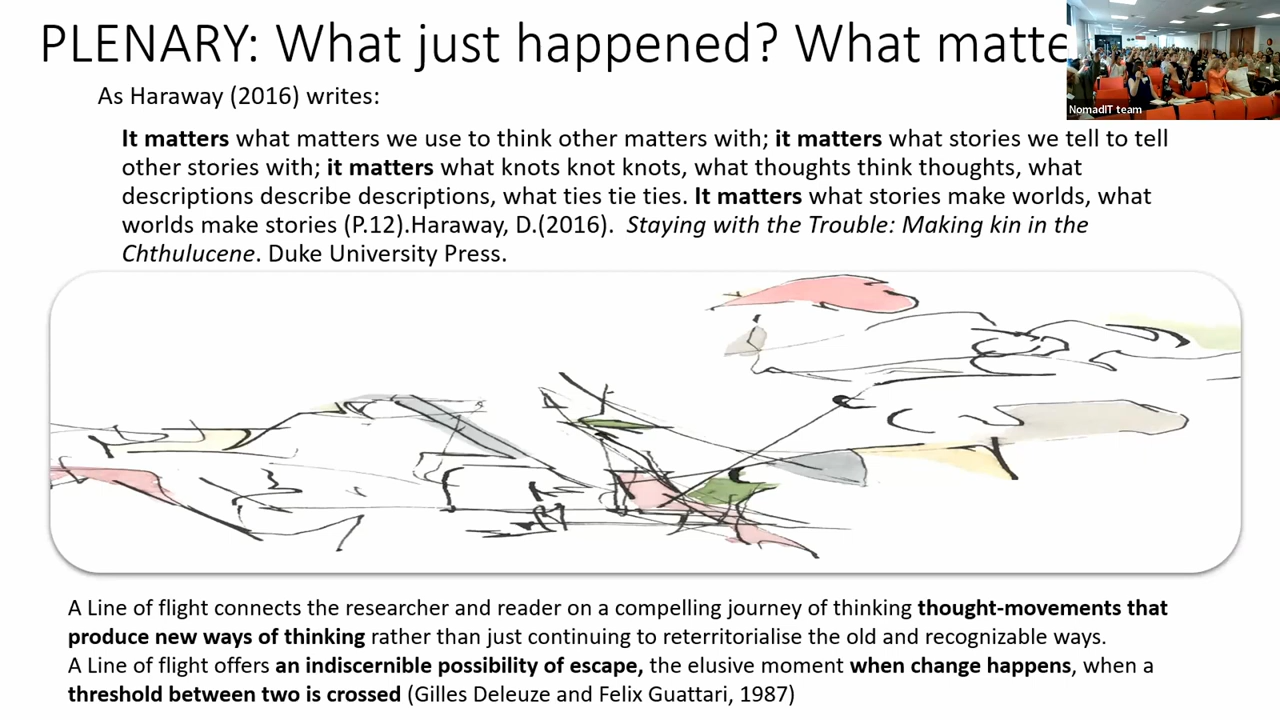 PLENARY: What just happened? What matte
NomadIT team
As Haraway (2016) writes:
It matters what matters we use to think other matters with; it matters what stories we tell to tell
other stories with; it matters what knots knot knots, what thoughts think thoughts, what
descriptions describe descriptions, what ties tie ties. It matters what stories make worlds, what
worlds make stories (P.12).Haraway, D.(2016).  Staying with the Trouble: Making kin in the
Chthulucene. Duke University Press.
A Line of flight connects the researcher and reader on a compelling journey of thinking thought-movements that
produce new ways of thinking rather than just continuing to reterritorialise the old and recognizable ways.
A Line of flight offers an indiscernible possibility of escape, the elusive moment when change happens, when a
threshold between two is crossed (Gilles Deleuze and Felix Guattari, 1987)